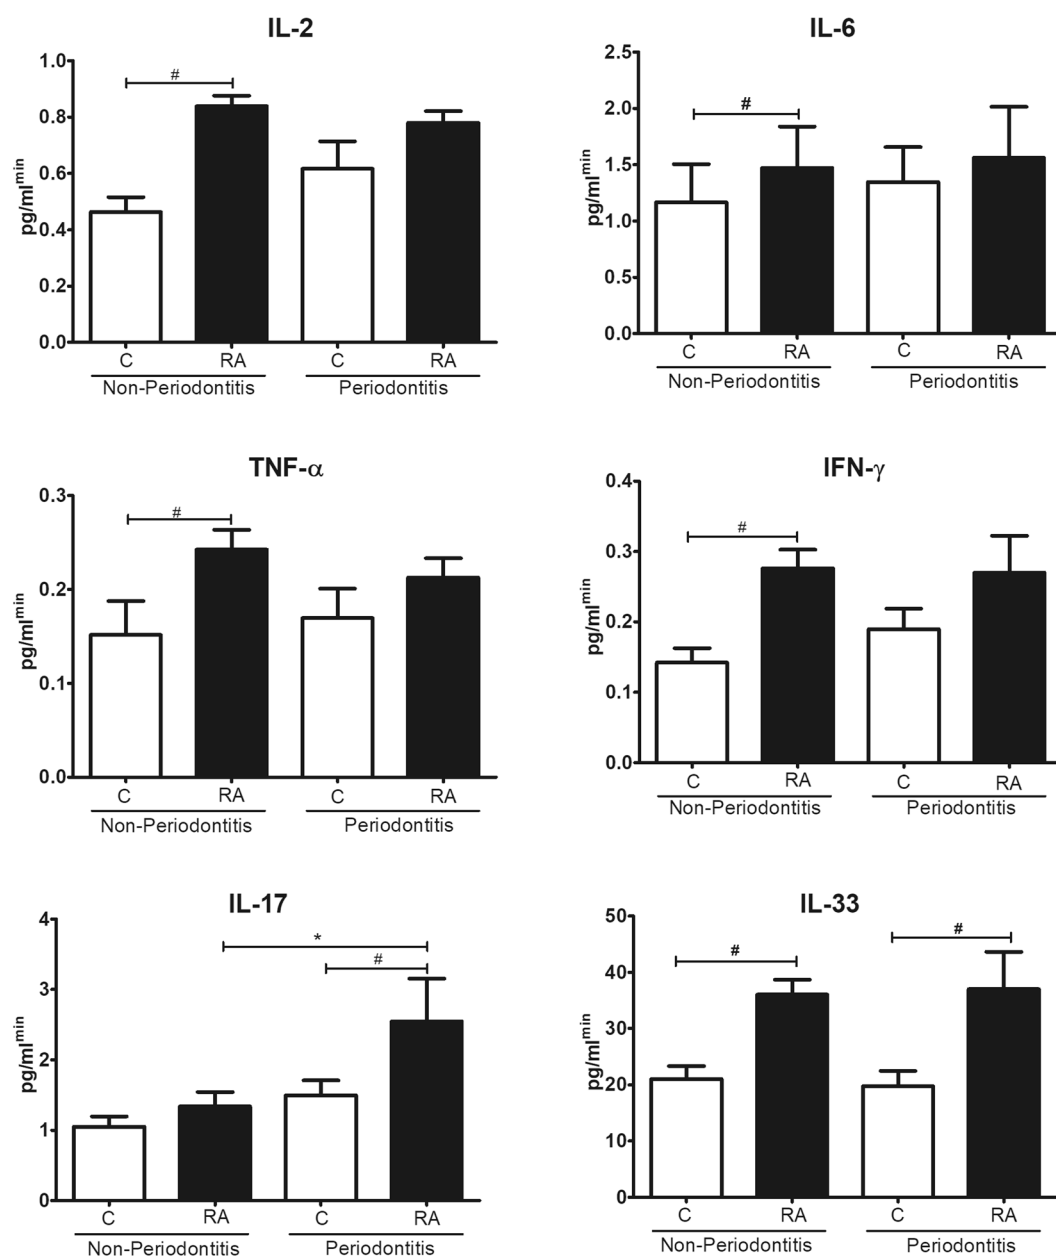 IL-2
#
pg/ml^min
1.0
0.8
0.6
0.4
0.2
0.0
C RA C RA
Non-Periodontitis Periodontitis
IL-6
#
pg/ml^min
2.5
2.0
1.5
1.0
0.5
0.0
C RA C RA
Non-Periodontitis Periodontitis
TNF-α
#
pg/ml^min
0.3
0.2
0.1
0.0
C RA C RA
Non-Periodontitis Periodontitis
IFN-γ
#
pg/ml^min
0.4
0.3
0.2
0.1
0.0
C RA C RA
Non-Periodontitis Periodontitis
IL-17
*
#
pg/ml^min
4
3
2
1
0
C RA C RA
Non-Periodontitis Periodontitis
IL-33
# #
pg/ml^min
50
40
30
20
10
0
C RA C RA
Non-Periodontitis Periodontitis